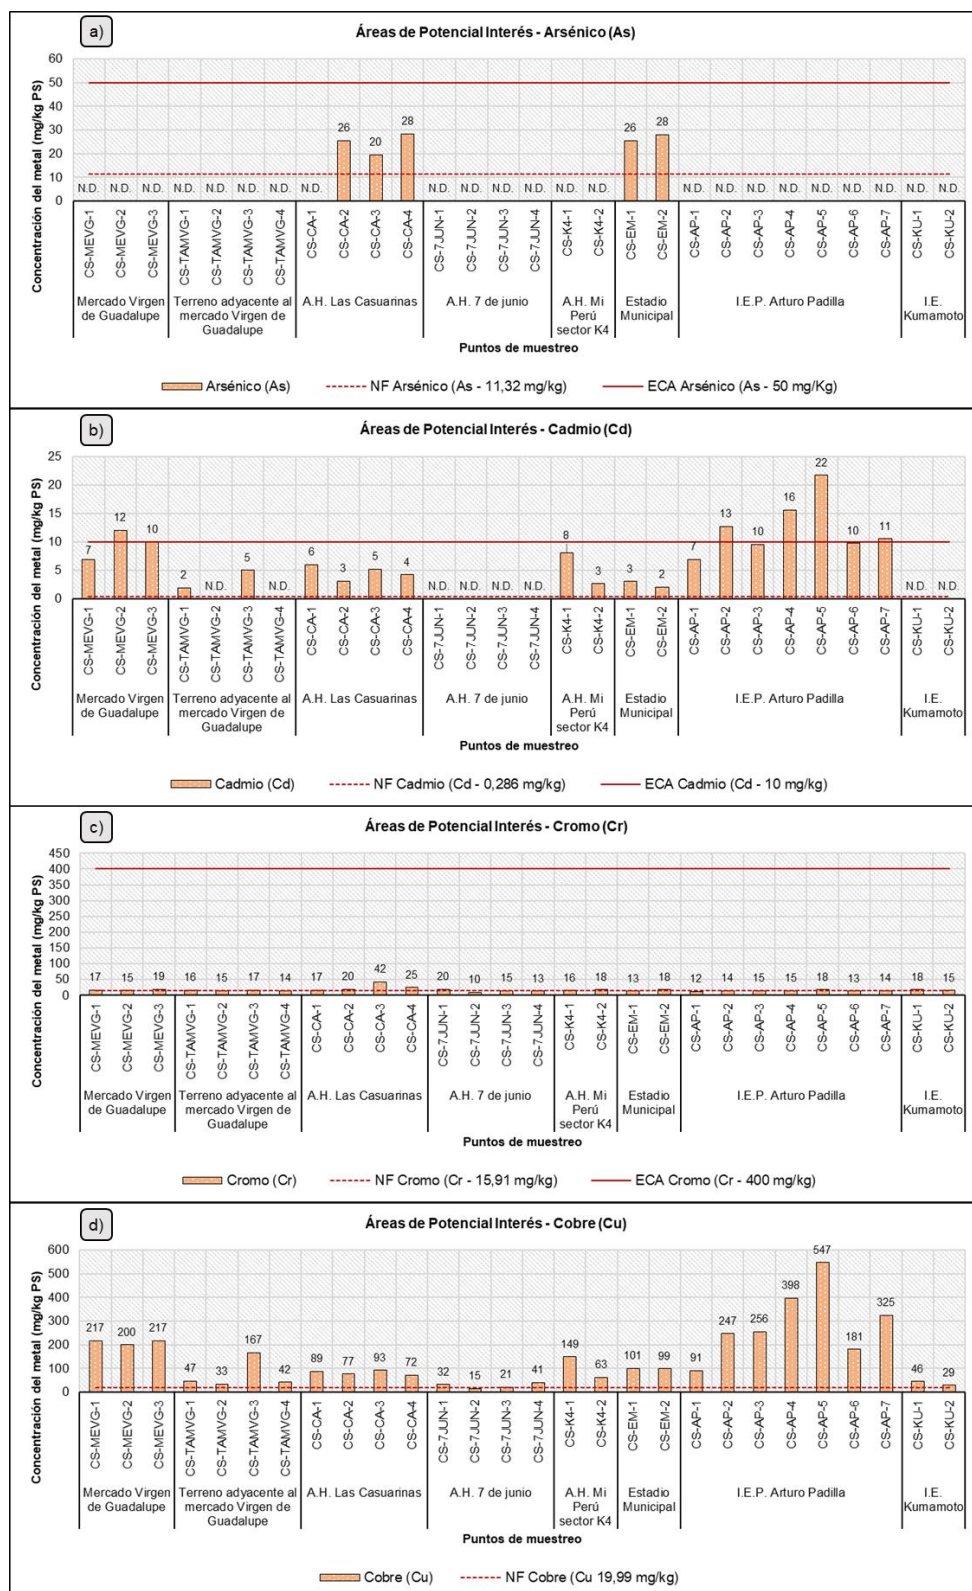 a)
Áreas de Potencial Interés - Arsénico (As)
Concentración del metal (mg/kg PS)
60
50
40
30
20
10
0
N.D. N.D. N.D. N.D. N.D. N.D. N.D. N.D. 26 20 28 N.D. N.D. N.D. N.D. N.D. N.D. 26 28 N.D. N.D. N.D. N.D. N.D. N.D. N.D. N.D. N.D.
CS-MEVG-1 CS-MEVG-2 CS-MEVG-3 CS-TAMVG-1 CS-TAMVG-2 CS-TAMVG-3 CS-TAMVG-4 CS-CA-1 CS-CA-2 CS-CA-3 CS-CA-4 CS-7JUN-1 CS-7JUN-2 CS-7JUN-3 CS-7JUN-4 CS-K4-1 CS-K4-2 CS-EM-1 CS-EM-2 CS-AP-1 CS-AP-2 CS-AP-3 CS-AP-4 CS-AP-5 CS-AP-6 CS-AP-7 CS-KU-1 CS-KU-2
Mercado Virgen Terreno adyacente al A.H. Las Casuarinas A.H. 7 de junio A.H. Mi Estadio I.E.P. Arturo Padilla I.E.
de Guadalupe mercado Virgen de Perú Municipal Kumamoto
Guadalupe sector K4
Puntos de muestreo
Arsénico (As) NF Arsénico (As - 11,32 mg/kg) ECA Arsénico (As - 50 mg/Kg)
b)
Áreas de Potencial Interés - Cadmio (Cd)
Concentración del metal (mg/kg PS)
25
20
15
10
5
0
7 12 10 2 N.D. 5 N.D. 6 3 5 4 N.D. N.D. N.D. N.D. 8 3 3 2 7 13 10 16 22 10 11 N.D. N.D.
CS-MEVG-1 CS-MEVG-2 CS-MEVG-3 CS-TAMVG-1 CS-TAMVG-2 CS-TAMVG-3 CS-TAMVG-4 CS-CA-1 CS-CA-2 CS-CA-3 CS-CA-4 CS-7JUN-1 CS-7JUN-2 CS-7JUN-3 CS-7JUN-4 CS-K4-1 CS-K4-2 CS-EM-1 CS-EM-2 CS-AP-1 CS-AP-2 CS-AP-3 CS-AP-4 CS-AP-5 CS-AP-6 CS-AP-7 CS-KU-1 CS-KU-2
Mercado Virgen Terreno adyacente al A.H. Las Casuarinas A.H. 7 de junio A.H. Mi Estadio I.E.P. Arturo Padilla I.E.
de Guadalupe mercado Virgen de Perú Municipal Kumamoto
Guadalupe sector K4
Puntos de muestreo
Cadmio (Cd) NF Cadmio (Cd - 0,286 mg/kg) ECA Cadmio (Cd - 10 mg/kg)
c)
Áreas de Potencial Interés - Cromo (Cr)
Concentración del metal (mg/kg PS)
450
400
350
300
250
200
150
100
50
0
17 15 19 16 15 17 14 17 20 42 25 20 10 15 13 16 18 13 18 12 14 15 15 18 13 14 18 15
CS-MEVG-1 CS-MEVG-2 CS-MEVG-3 CS-TAMVG-1 CS-TAMVG-2 CS-TAMVG-3 CS-TAMVG-4 CS-CA-1 CS-CA-2 CS-CA-3 CS-CA-4 CS-7JUN-1 CS-7JUN-2 CS-7JUN-3 CS-7JUN-4 CS-K4-1 CS-K4-2 CS-EM-1 CS-EM-2 CS-AP-1 CS-AP-2 CS-AP-3 CS-AP-4 CS-AP-5 CS-AP-6 CS-AP-7 CS-KU-1 CS-KU-2
Mercado Virgen Terreno adyacente al A.H. Las Casuarinas A.H. 7 de junio A.H. Mi Estadio I.E.P. Arturo Padilla I.E.
de Guadalupe mercado Virgen de Perú Municipal Kumamoto
Guadalupe sector K4
Puntos de muestreo
Cromo (Cr) NF Cromo (Cr - 15,91 mg/kg) ECA Cromo (Cr - 400 mg/kg)
d)
Áreas de Potencial Interés - Cobre (Cu)
Concentración del metal (mg/kg PS)
600
500
400
300
200
100
0
217 200 217 47 33 167 42 89 77 93 72 32 15 21 41 149 63 101 99 91 247 256 398 547 181 325 46 29
CS-MEVG-1 CS-MEVG-2 CS-MEVG-3 CS-TAMVG-1 CS-TAMVG-2 CS-TAMVG-3 CS-TAMVG-4 CS-CA-1 CS-CA-2 CS-CA-3 CS-CA-4 CS-7JUN-1 CS-7JUN-2 CS-7JUN-3 CS-7JUN-4 CS-K4-1 CS-K4-2 CS-EM-1 CS-EM-2 CS-AP-1 CS-AP-2 CS-AP-3 CS-AP-4 CS-AP-5 CS-AP-6 CS-AP-7 CS-KU-1 CS-KU-2
Mercado Virgen Terreno adyacente al A.H. Las Casuarinas A.H. 7 de junio A.H. Mi Estadio I.E.P. Arturo Padilla I.E.
de Guadalupe mercado Virgen de Perú Municipal Kumamoto
Guadalupe sector K4
Puntos de muestreo
Cobre (Cu) NF Cobre (Cu 19,99 mg/kg)